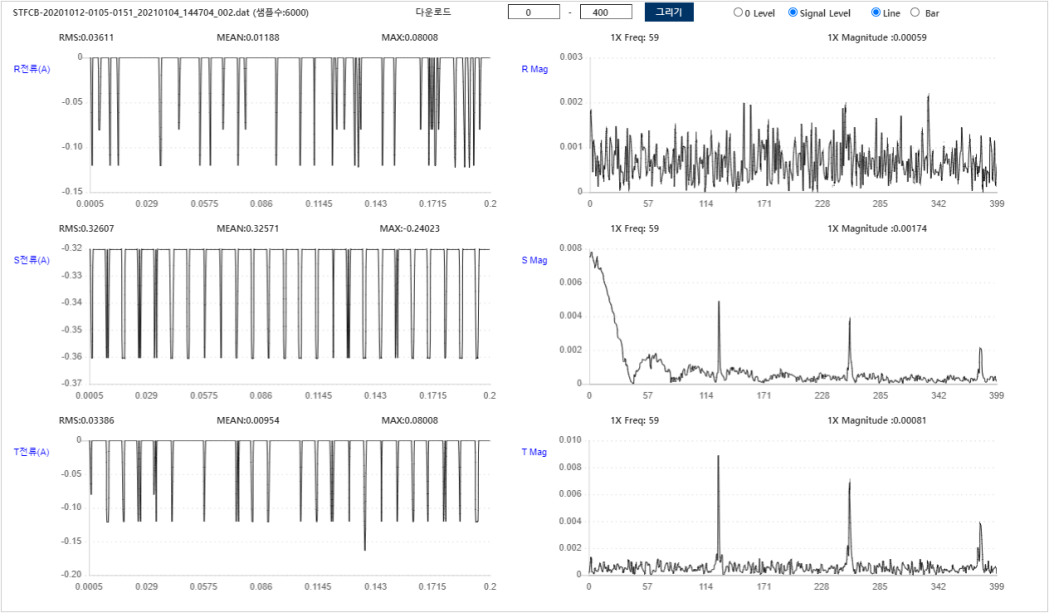 STFCB-20201012-0105-0151_20210104_144704_002.dat (샘플수:6000) 다운로드 0 - 400 그리기 0 Level Signal Level Line Bar
RMS:0.03611 MEAN:0.01188 MAX:0.08008 1X Freq: 59 1X Magnitude :0.00059
R전류(A) R Mag
0
-0.05
-0.10
-0.15
0.0005 0.029 0.0575 0.086 0.1145 0.143 0.1715 0.2
0.003
0.002
0.001
0
0 57 114 171 228 285 342 399
RMS:0.32607 MEAN:0.32571 MAX:-0.24023 1X Freq: 59 1X Magnitude :0.00174
S전류(A) S Mag
-0.32
-0.33
-0.34
-0.35
-0.36
-0.37
0.0005 0.029 0.0575 0.086 0.1145 0.143 0.1715 0.2
0.008
0.006
0.004
0.002
0
0 57 114 171 228 285 342 399
RMS:0.03386 MEAN:0.00954 MAX:0.08008 1X Freq: 59 1X Magnitude :0.00081
T전류(A) T Mag
0
-0.05
-0.10
-0.15
-0.20
0.0005 0.029 0.0575 0.086 0.1145 0.143 0.1715 0.2
0.010
0.008
0.006
0.004
0.002
0
0 57 114 171 228 285 342 399